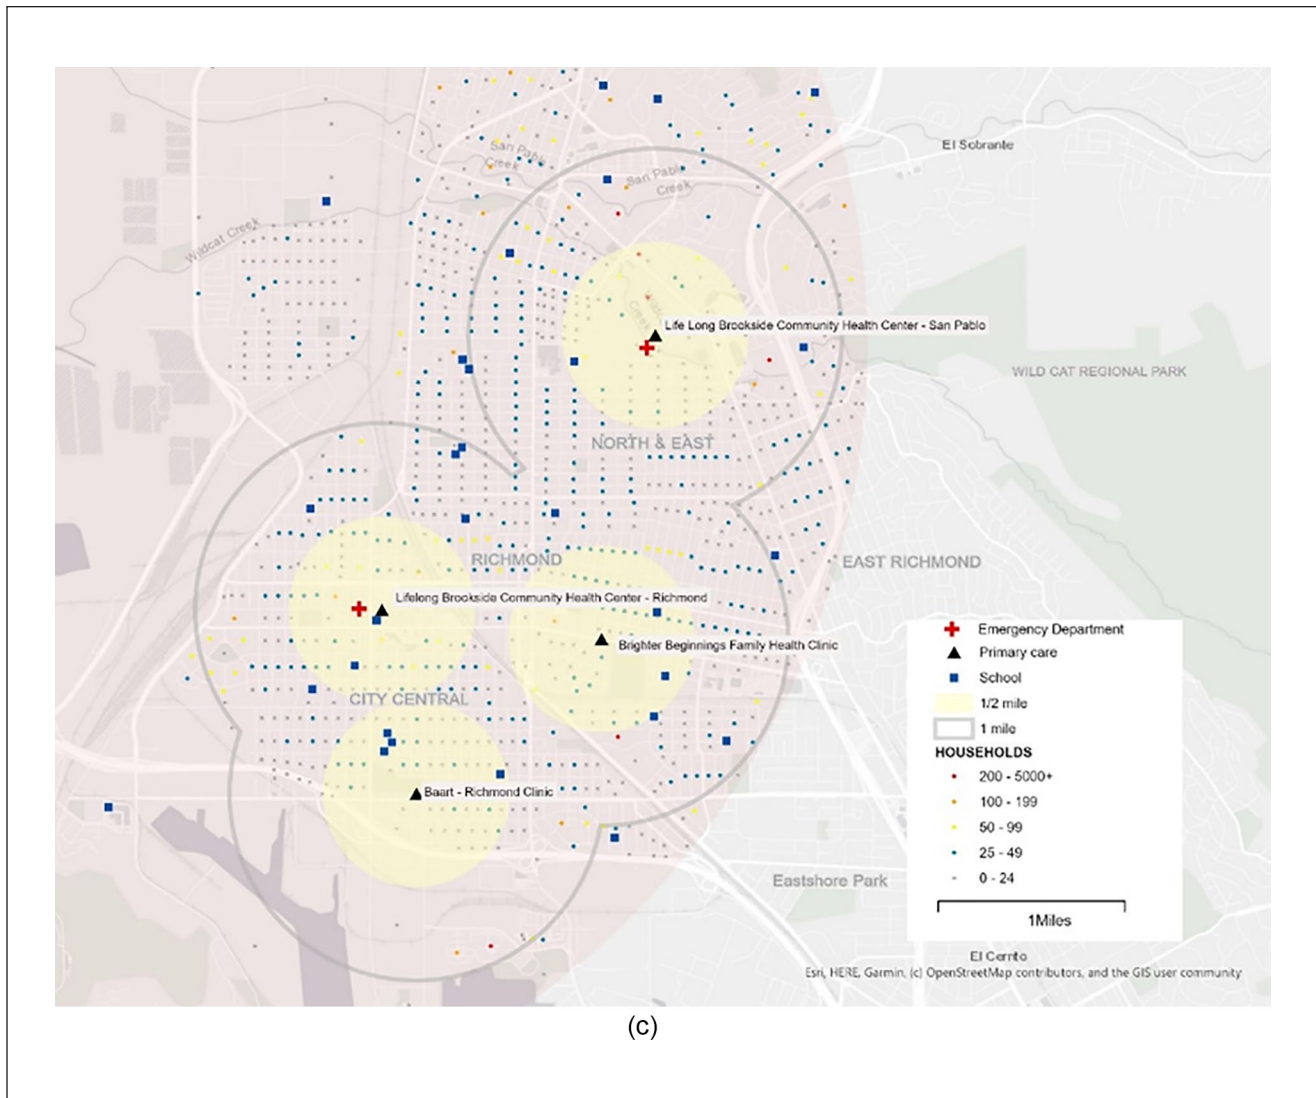 El Sobrante
San Pablo
Creek
San Pablo
Creek
Wildcat Creek
Life Long Brookside Community Health Center - San Pablo
WILD CAT REGIONAL PARK
NORTH & EAST
RICHMOND
EAST RICHMOND
Lifelong Brookside Community Health Center - Richmond
Brighter Beginnings Family Health Clinic
CITY CENTRAL
Baart - Richmond Clinic
Emergency Department
Primary care
School
1/2 mile
1 mile
HOUSEHOLDS
200 - 5000+
100 - 199
50 - 99
25 - 49
0 - 24
1Miles
Eastshore Park
El Cerrito
Esri, HERE, Garmin, (c) OpenStreetMap contributors, and the GIS user community
(c)